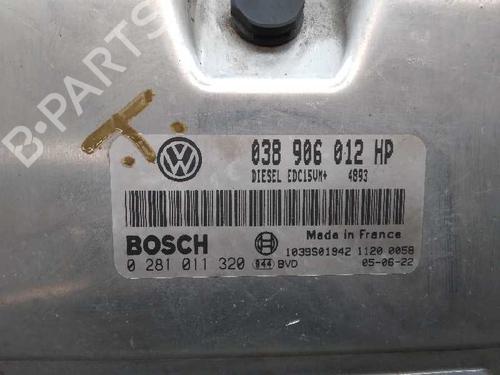 B-PARTS
T.
038 906 012 HP
DIESEL EDC15VM+ 4893
BOSCH
Made in France
1039S01942 1120 0058
0 281 011 320 944 BVD 05-06-22